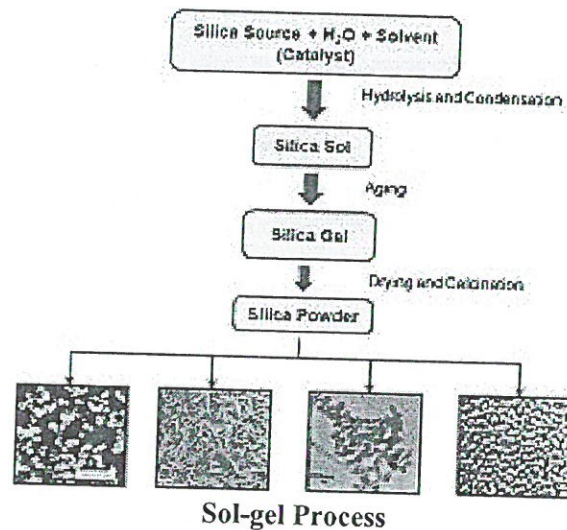 Silica Source + H₂O + Solvent
(Catalyst)
Hydrolysis and Condensation
Silica Sol
Aging
Silica Gel
Drying and Calcination
Silica Powder
Sol-gel Process